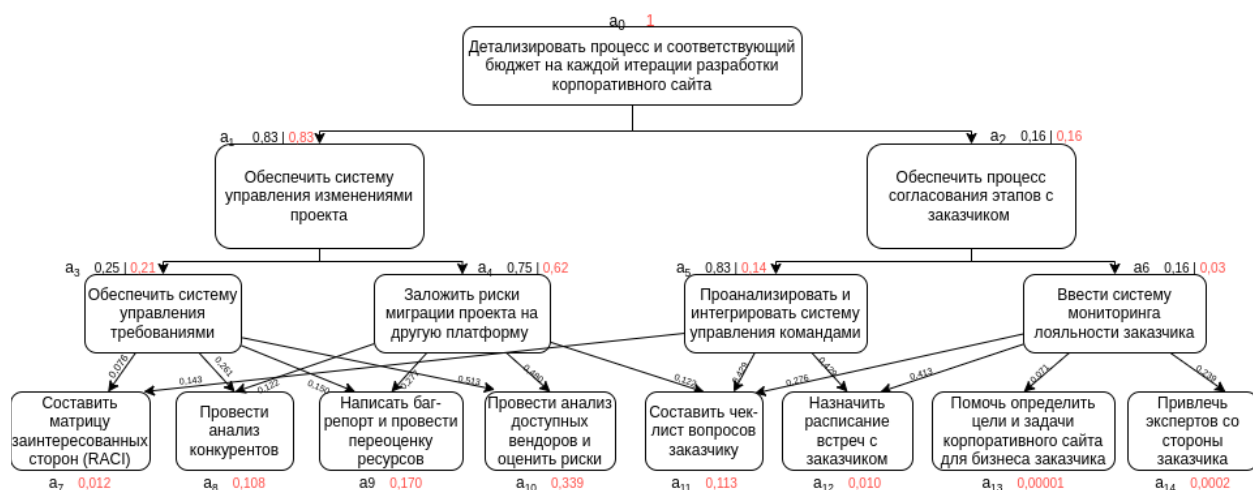 a0 1
Детализировать процесс и соответствующий
бюджет на каждой итерации разработки
корпоративного сайта
a1 0,83 | 0,83
a2 0,16 | 0,16
Обеспечить систему
управления изменениями
проекта
Обеспечить процесс
согласования этапов с
заказчиком
a3 0,25 | 0,21
a4 0,75 | 0,62
a5 0,83 | 0,14
a6 0,16 | 0,03
Обеспечить систему
управления
требованиями
Заложить риски
миграции проекта на
другую платформу
Проанализировать и
интегрировать систему
управления командами
Ввести систему
мониторинга
лояльности заказчика
0,076
0,261
0,150
0,513
0,143
0,122
0,277
0,480
0,122
0,429
0,429
0,276
0,413
0,071
0,239
Составить
матрицу
заинтересованных
сторон (RACI)
Провести
анализ
конкурентов
Написать баг-
репорт и провести
переоценку
ресурсов
Провести анализ
доступных
вендоров и
оценить риски
Составить чек-
лист вопросов
заказчику
Назначить
расписание
встреч с
заказчиком
Помочь определить
цели и задачи
корпоративного сайта
для бизнеса заказчика
Привлечь
экспертов со
стороны
заказчика
a7 0,012
a8 0,108
a9 0,170
a10 0,339
a11 0,113
a12 0,010
a13 0,00001
a14 0,0002